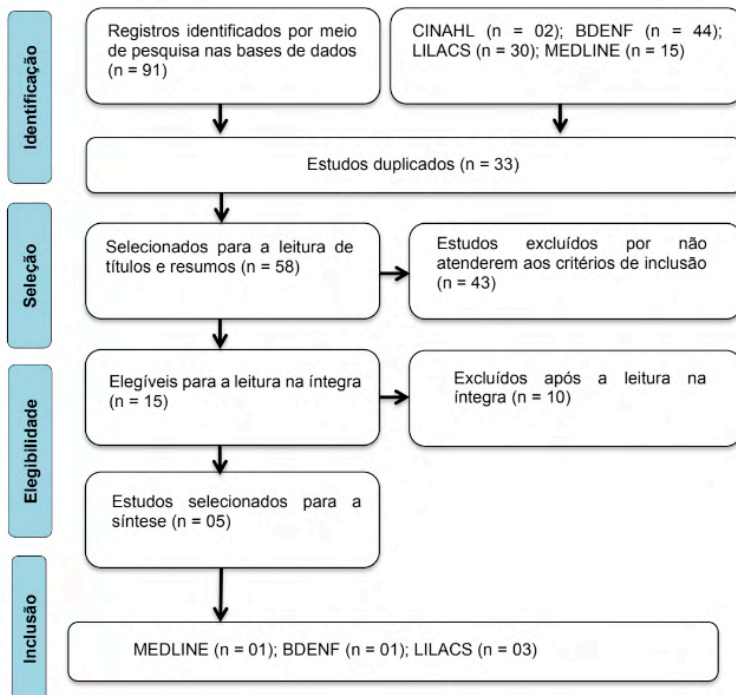 Identificação
Registros identificados por meio
de pesquisa nas bases de dados
(n = 91)
CINAHL (n = 02); BDENF (n = 44);
LILACS (n = 30); MEDLINE (n = 15)
Estudos duplicados (n = 33)
Seleção
Selecionados para a leitura de
títulos e resumos (n = 58)
Estudos excluídos por não
atenderem aos critérios de inclusão
(n = 43)
Elegibilidade
Elegíveis para a leitura na íntegra
(n = 15)
Excluídos após a leitura na
íntegra (n = 10)
Estudos selecionados para a
síntese (n = 05)
Inclusão
MEDLINE (n = 01); BDENF (n = 01); LILACS (n = 03)